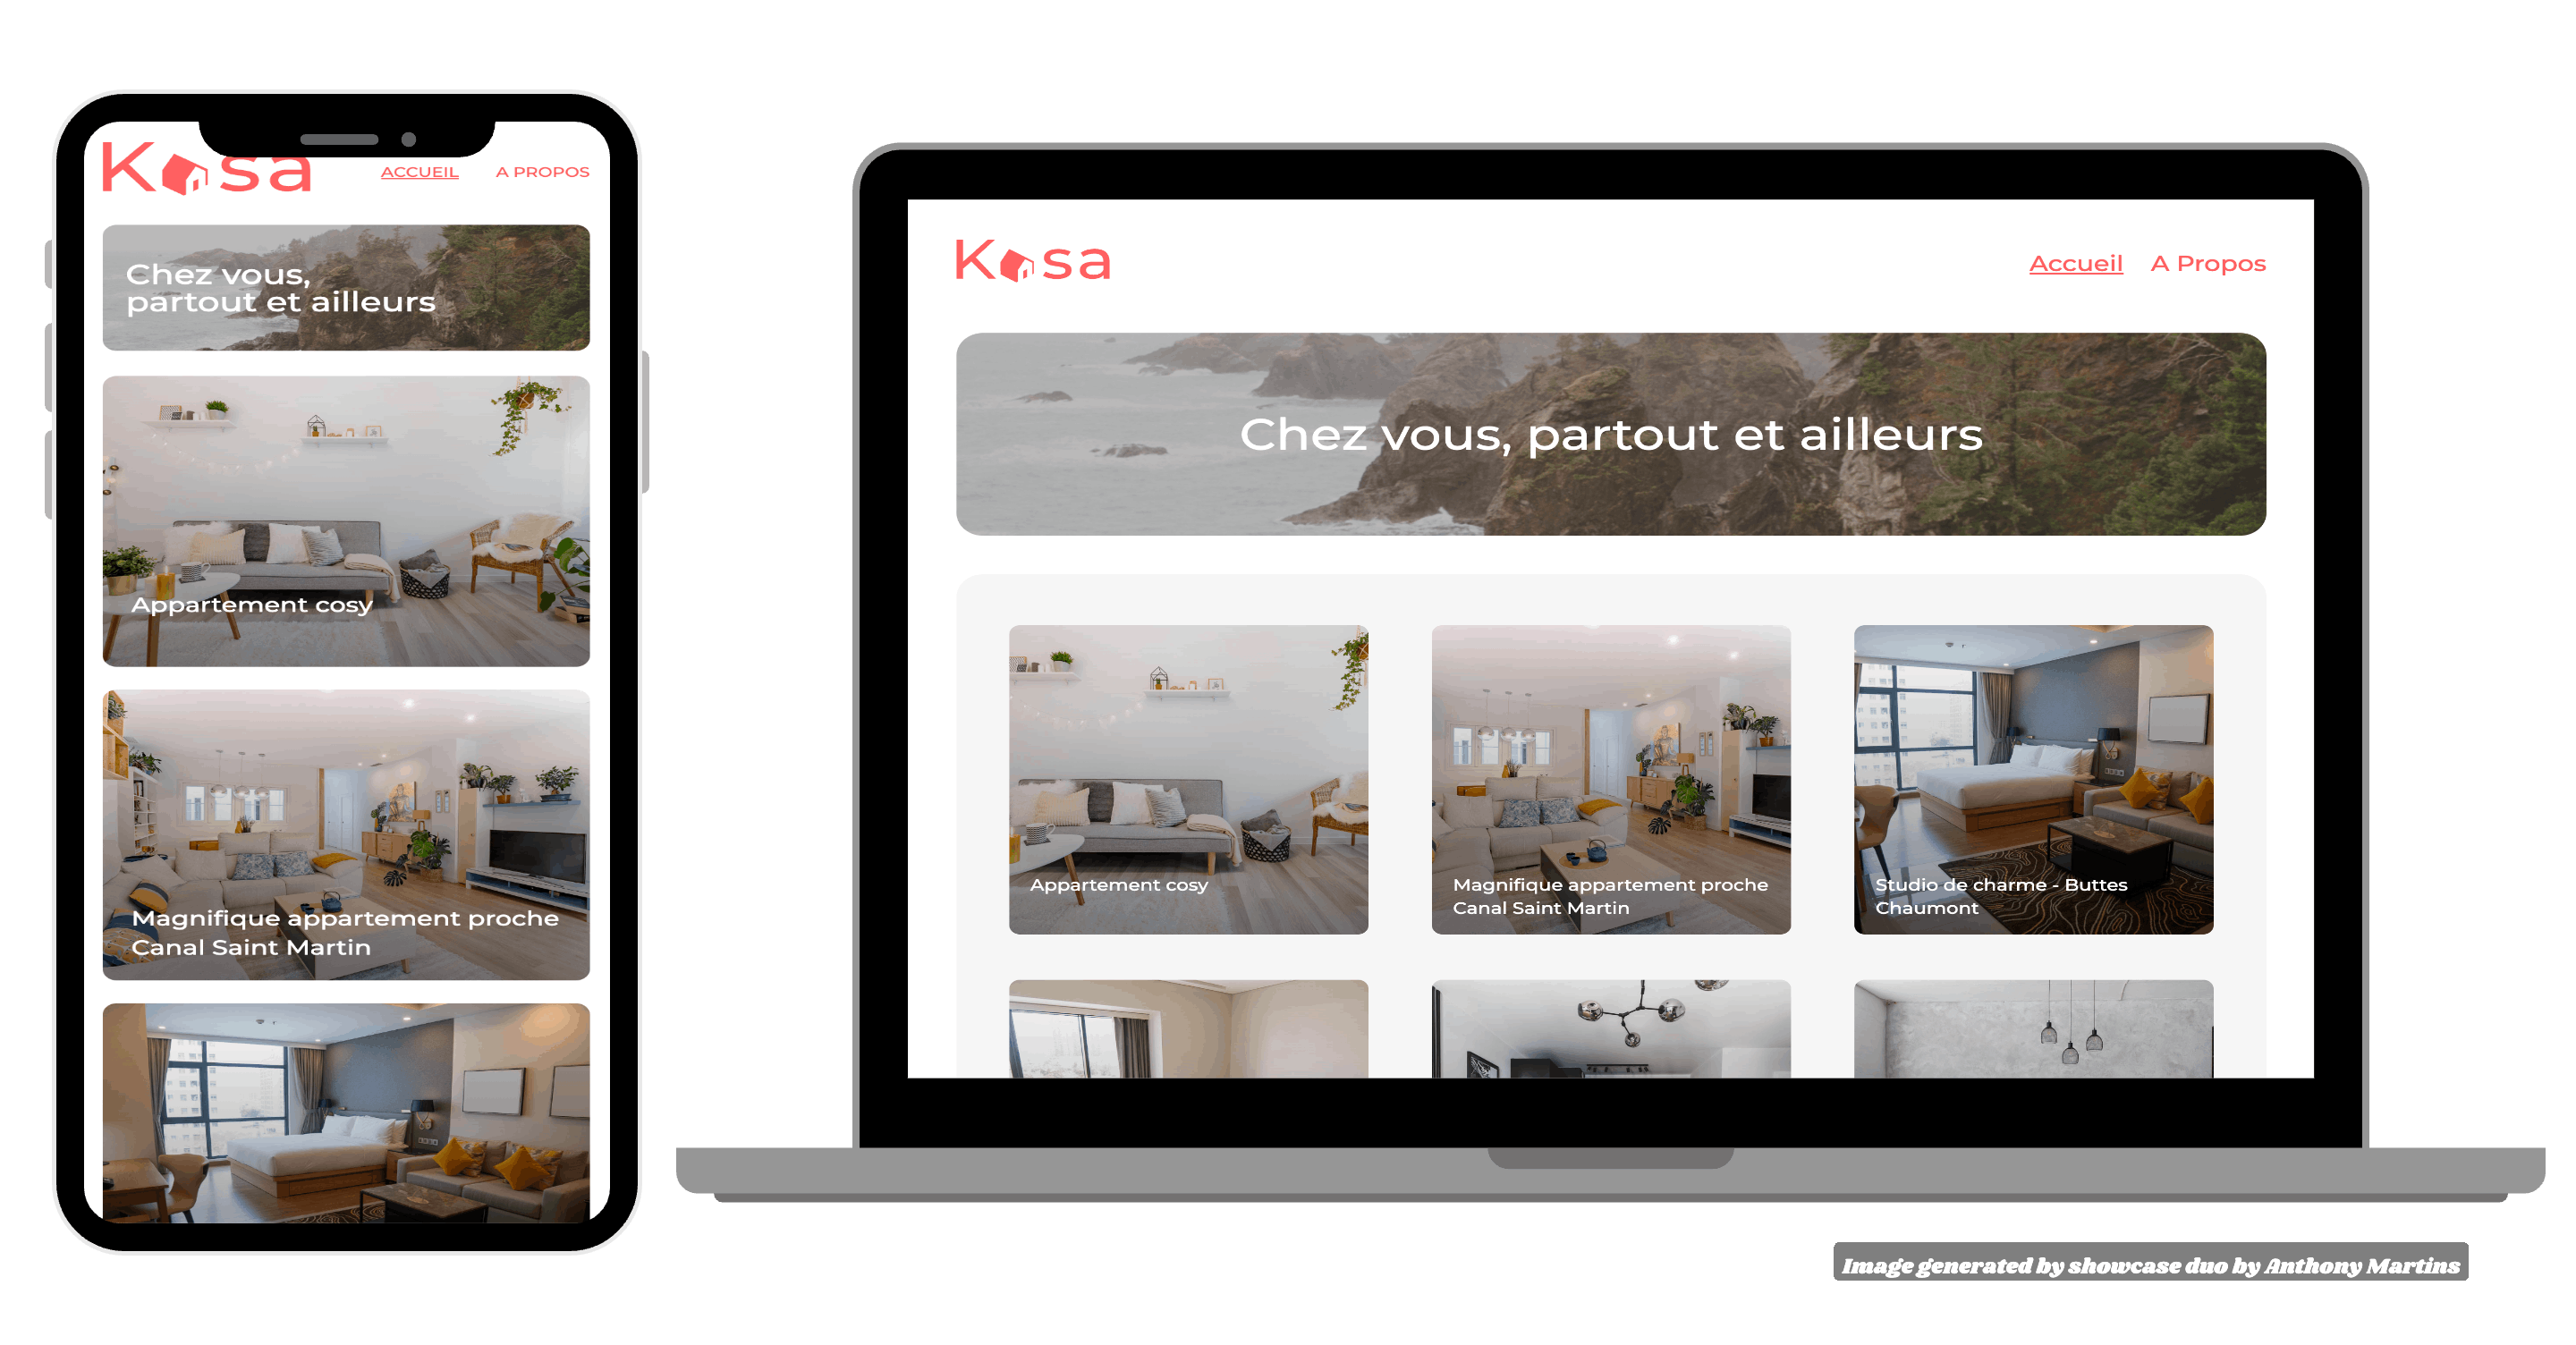 Kasa
ACCUEIL A PROPOS
Chez vous,
partout et ailleurs
Appartement cosy
Magnifique appartement proche
Canal Saint Martin
Kasa
Accueil A Propos
Chez vous, partout et ailleurs
Appartement cosy
Magnifique appartement proche
Canal Saint Martin
Studio de charme - Buttes
Chaumont
Image generated by showcase duo by Anthony Martins